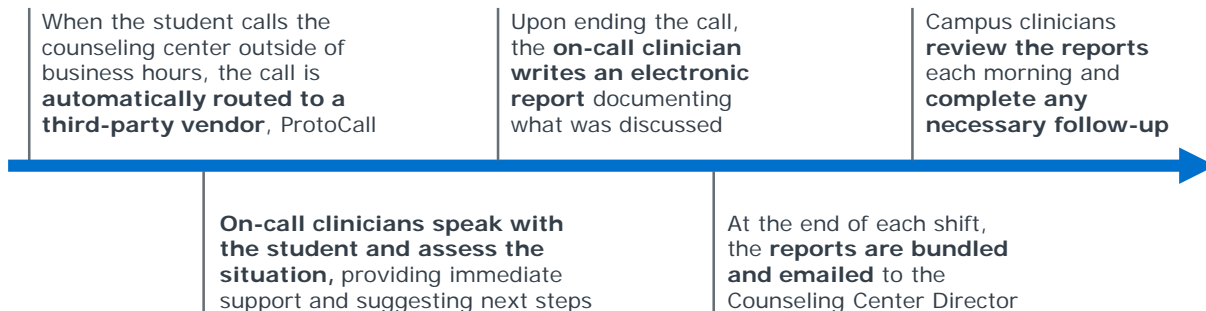 When the student calls the
counseling center outside of
business hours, the call is
automatically routed to a
third-party vendor, ProtoCall
On-call clinicians speak with
the student and assess the
situation, providing immediate
support and suggesting next steps
Upon ending the call,
the on-call clinician
writes an electronic
report documenting
what was discussed
At the end of each shift,
the reports are bundled
and emailed to the
Counseling Center Director
Campus clinicians
review the reports
each morning and
complete any
necessary follow-up